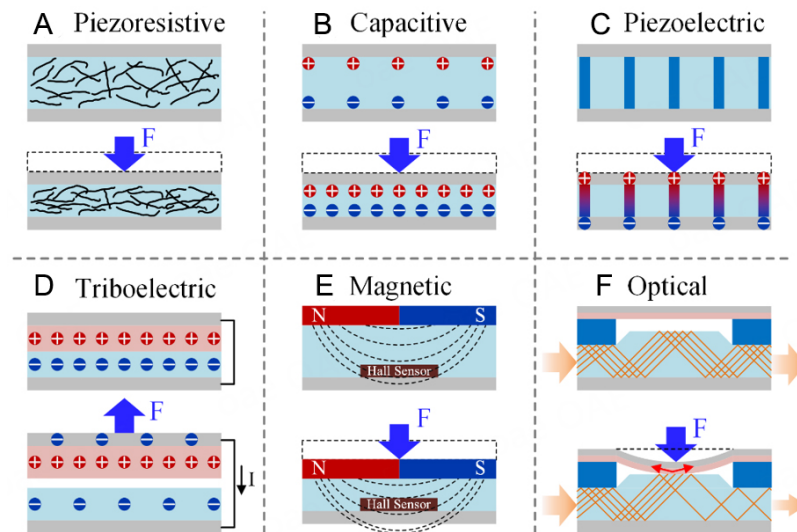 A Piezoresistive
B Capacitive
C Piezoelectric
F
F
F
D Triboelectric
E Magnetic
F Optical
N S
Hall Sensor
F
F
F
I
N S
Hall Sensor